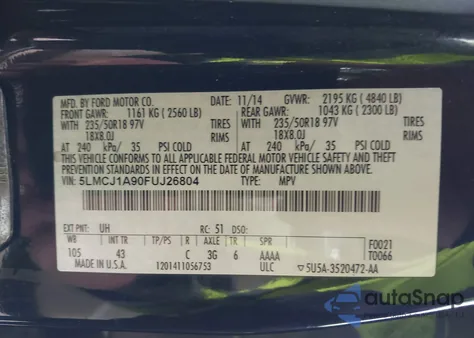 MFD. BY FORD MOTOR CO.
11/14
GVWR: 2195 KG ( 4840 LB)
FRONT GAWR: 1161 KG ( 2560 LB)
REAR GAWR: 1043 KG ( 2300 LB)
WITH 235/50R18 97V TIRES
WITH 235/50R18 97V TIRES
18X8.0J RIMS
18X8.0J RIMS
AT 240 kPa/ 35 PSI COLD
AT 240 kPa/ 35 PSI COLD
THIS VEHICLE CONFORMS TO ALL APPLICABLE FEDERAL MOTOR VEHICLE SAFETY AND THEFT
PREVENTION STANDARDS IN EFFECT ON THE DATE OF MANUFACTURE SHOWN ABOVE.
VIN: 5LMCJ1A90FUJ26804
TYPE: MPV
EXT PNT: UH RC: 51 DSO:
WB INT TR TP/PS R AXLE TR SPR
F0021
105 43 C 3G 6 AAAA
T0066
MADE IN U.S.A. 1201411056753 ULC ▽5U5A-3520472-AA
autoSnap